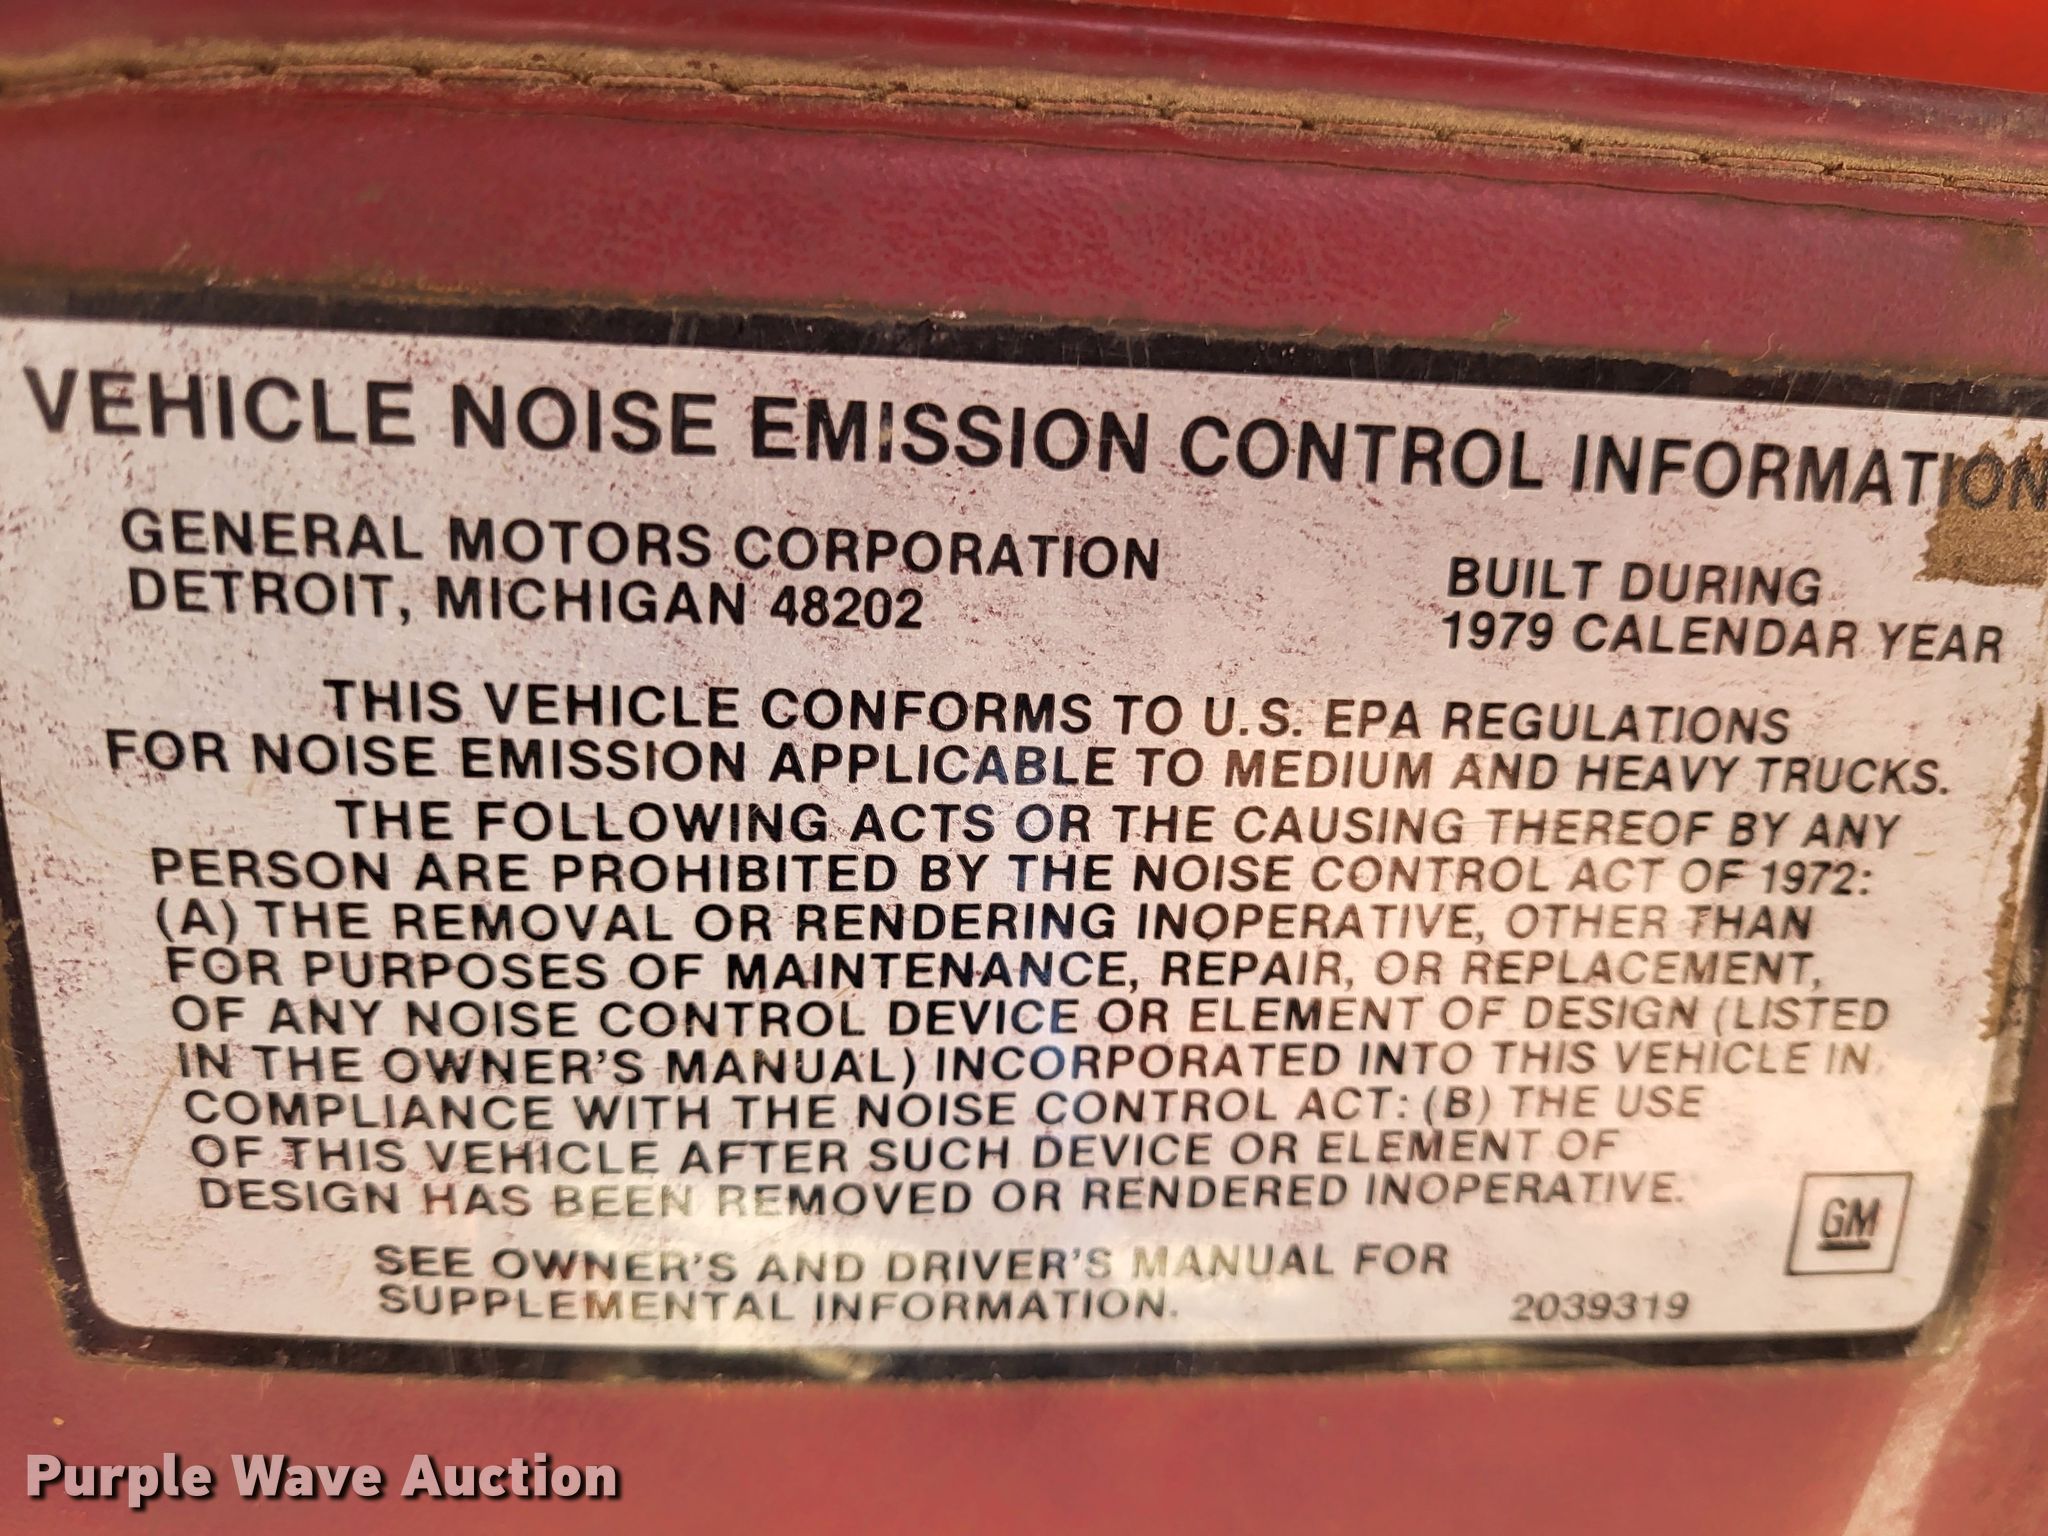 VEHICLE NOISE EMISSION CONTROL INFORMATION
GENERAL MOTORS CORPORATION
DETROIT, MICHIGAN 48202
BUILT DURING
1979 CALENDAR YEAR
THIS VEHICLE CONFORMS TO U.S. EPA REGULATIONS
FOR NOISE EMISSION APPLICABLE TO MEDIUM AND HEAVY TRUCKS.
THE FOLLOWING ACTS OR THE CAUSING THEREOF BY ANY
PERSON ARE PROHIBITED BY THE NOISE CONTROL ACT OF 1972:
(A) THE REMOVAL OR RENDERING INOPERATIVE, OTHER THAN
FOR PURPOSES OF MAINTENANCE, REPAIR, OR REPLACEMENT,
OF ANY NOISE CONTROL DEVICE OR ELEMENT OF DESIGN (LISTED
IN THE OWNER'S MANUAL) INCORPORATED INTO THIS VEHICLE IN
COMPLIANCE WITH THE NOISE CONTROL ACT: (B) THE USE
OF THIS VEHICLE AFTER SUCH DEVICE OR ELEMENT OF
DESIGN HAS BEEN REMOVED OR RENDERED INOPERATIVE.
GM
SEE OWNER'S AND DRIVER'S MANUAL FOR
SUPPLEMENTAL INFORMATION.
2039319
Purple Wave Auction